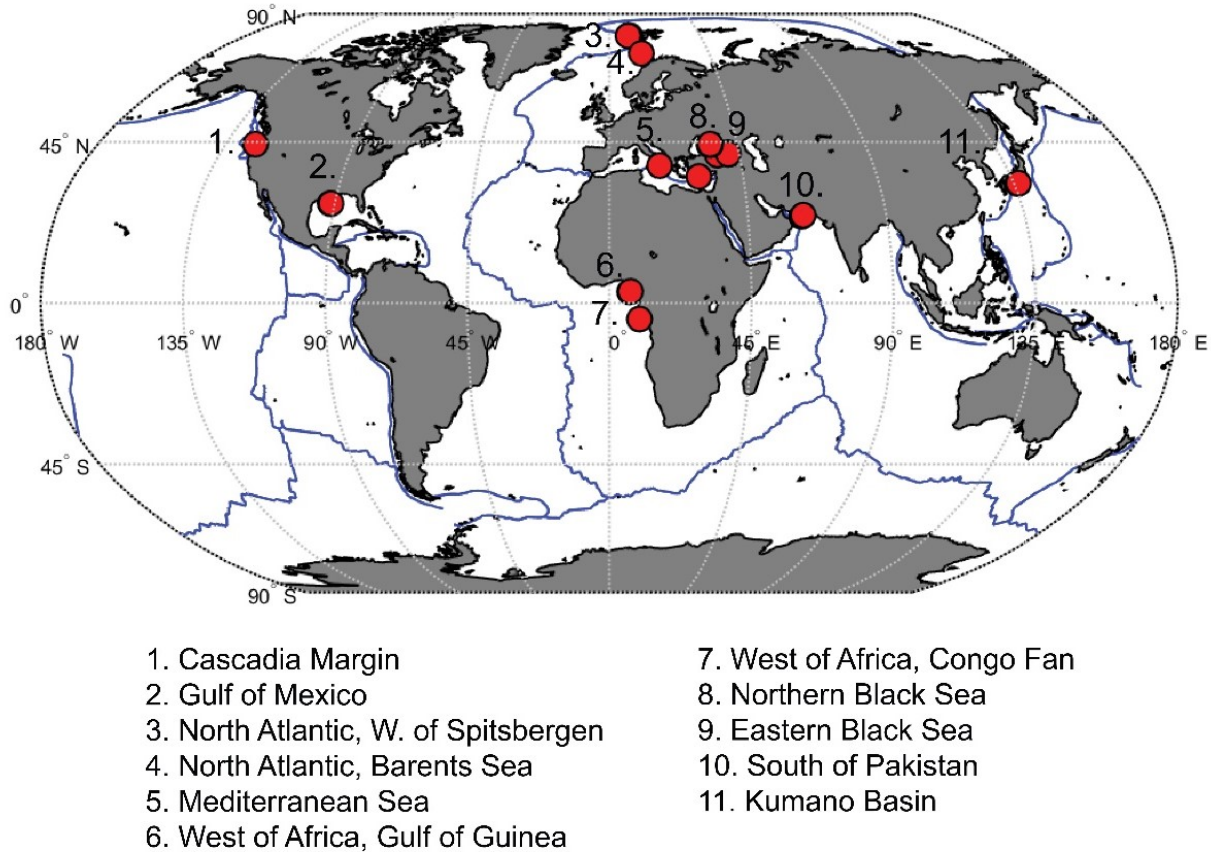 90° N
3.
4.
8. 9
5.
11.
1.
45° N
2.
10.
6.
0°
7.
180° W 135° W 90° W 45° W 0° 45° E 90° E 135° E 180° E
45° S
90° S
1. Cascadia Margin
2. Gulf of Mexico
3. North Atlantic, W. of Spitsbergen
4. North Atlantic, Barents Sea
5. Mediterranean Sea
6. West of Africa, Gulf of Guinea
7. West of Africa, Congo Fan
8. Northern Black Sea
9. Eastern Black Sea
10. South of Pakistan
11. Kumano Basin